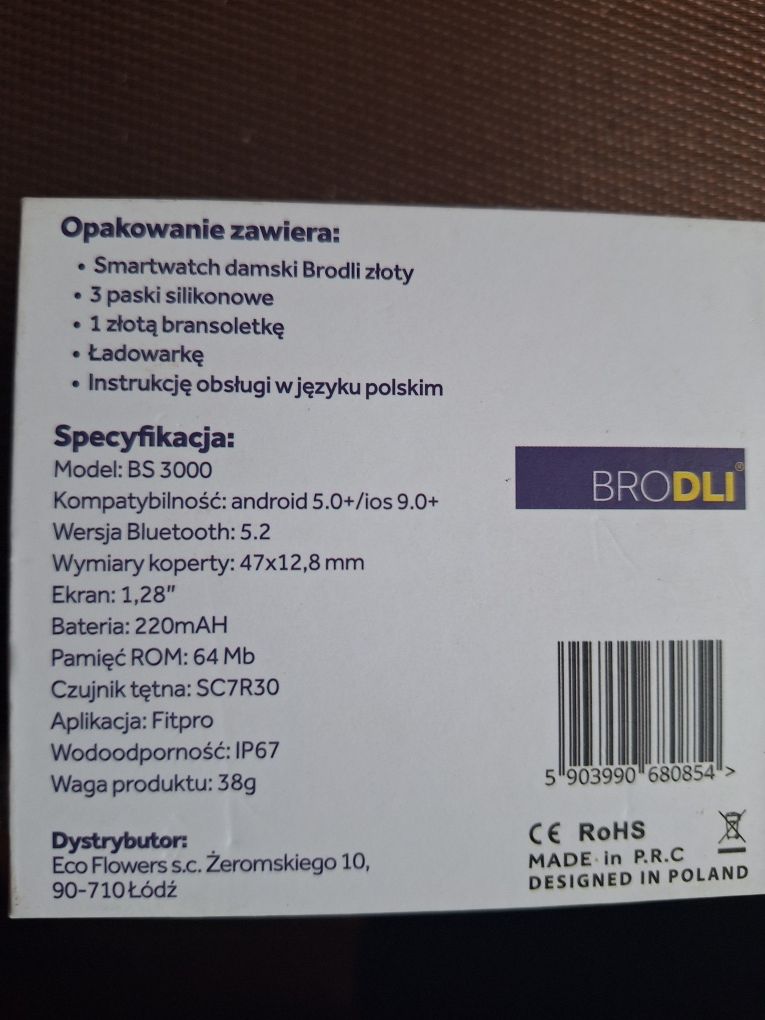 Opakowanie zawiera:
• Smartwatch damski Brodli złoty
• 3 paski silikonowe
• 1 złotą bransoletkę
• Ładowarkę
• Instrukcję obsługi w języku polskim
Specyfikacja:
Model: BS 3000
Kompatybilność: android 5.0+/ios 9.0+
Wersja Bluetooth: 5.2
Wymiary koperty: 47x12,8 mm
Ekran: 1,28"
Bateria: 220mAH
Pamięć ROM: 64 Mb
Czujnik tętna: SC7R30
Aplikacja: Fitpro
Wodoodporność: IP67
Waga produktu: 38g
Dystrybutor:
Eco Flowers s.c. Żeromskiego 10,
90-710 Łódź
BRODLI®
5 903990 680854 >
CE RoHS
MADE in P.R.C
DESIGNED IN POLAND